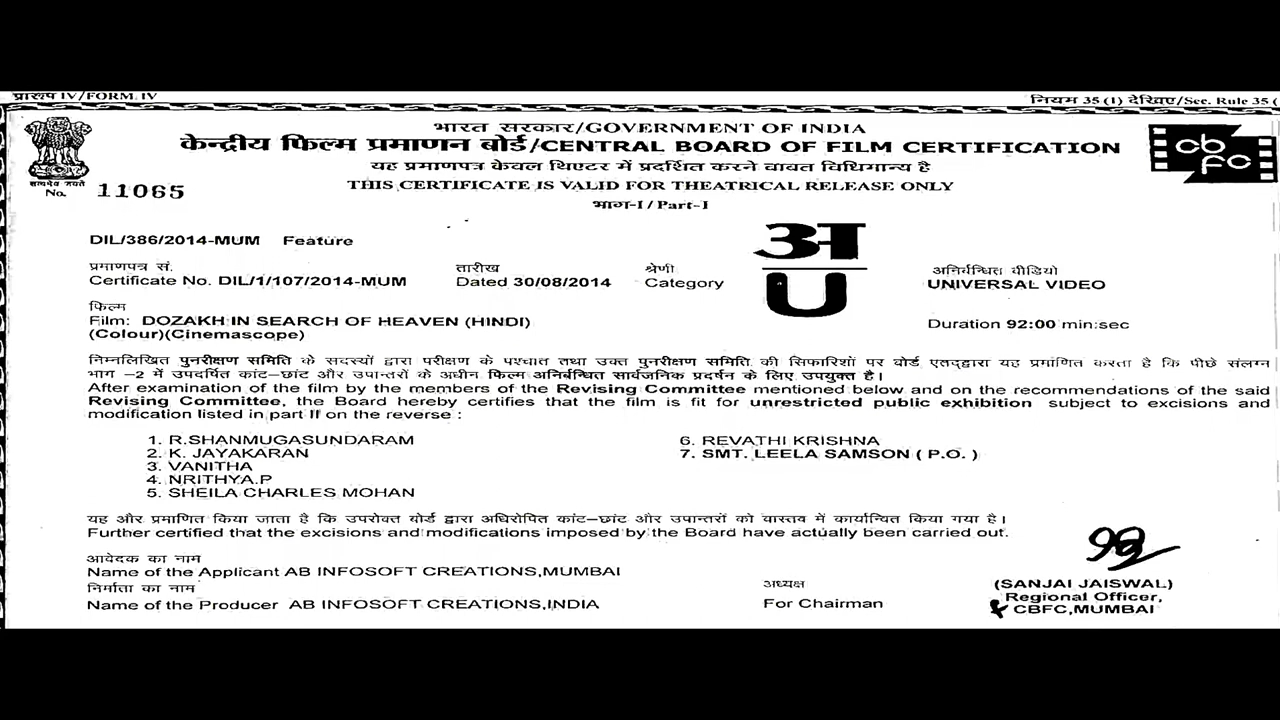 प्रारूप IV/FORM. IV
नियम 35 (1) देखिए/See. Rule 35 (
भारत सरकार/GOVERNMENT OF INDIA
केन्द्रीय फिल्म प्रमाणन बोर्ड/CENTRAL BOARD OF FILM CERTIFICATION
cb
fc
यह प्रमाणपत्र केवल थिएटर में प्रदर्शित करने बावत विधिमान्य है
सत्यमेव जयते
THIS CERTIFICATE IS VALID FOR THEATRICAL RELEASE ONLY
No. 11065
भाग-I / Part-I
DIL/386/2014-MUM Feature
अ
U
प्रमाणपत्र सं. तारीख श्रेणी अनिर्बन्धित वीडियो
Certificate No. DIL/1/107/2014-MUM Dated 30/08/2014 Category UNIVERSAL VIDEO
फिल्म
Film: DOZAKH IN SEARCH OF HEAVEN (HINDI) Duration 92:00 min:sec
(Colour)(Cinemascope)
निम्नलिखित पुनरीक्षण समिति के सदस्यों द्वारा परीक्षण के पश्चात तथा उक्त पुनरीक्षण समिति की सिफारिशों पर बोर्ड एतद्द्वारा यह प्रमाणित करता है कि पीछे संलग्न
भाग -2 में उपदर्षित कांट-छांट और उपान्तरों के अधीन फिल्म अनिर्बन्धित सार्वजनिक प्रदर्षन के लिए उपयुक्त है।
After examination of the film by the members of the Revising Committee mentioned below and on the recommendations of the said
Revising Committee, the Board hereby certifies that the film is fit for unrestricted public exhibition subject to excisions and
modification listed in part II on the reverse :
1. R.SHANMUGASUNDARAM 6. REVATHI KRISHNA
2. K. JAYAKARAN 7. SMT. LEELA SAMSON ( P.O. )
3. VANITHA
4. NRITHYA.P
5. SHEILA CHARLES MOHAN
यह और प्रमाणित किया जाता है कि उपरोक्त बोर्ड द्वारा अधिरोपित कांट-छांट और उपान्तरों को वास्तव में कार्यान्वित किया गया है।
Further certified that the excisions and modifications imposed by the Board have actually been carried out.
आवेदक का नाम
Name of the Applicant AB INFOSOFT CREATIONS,MUMBAI
निर्माता का नाम अध्यक्ष (SANJAI JAISWAL)
Name of the Producer AB INFOSOFT CREATIONS,INDIA For Chairman Regional Officer,
CBFC,MUMBAI